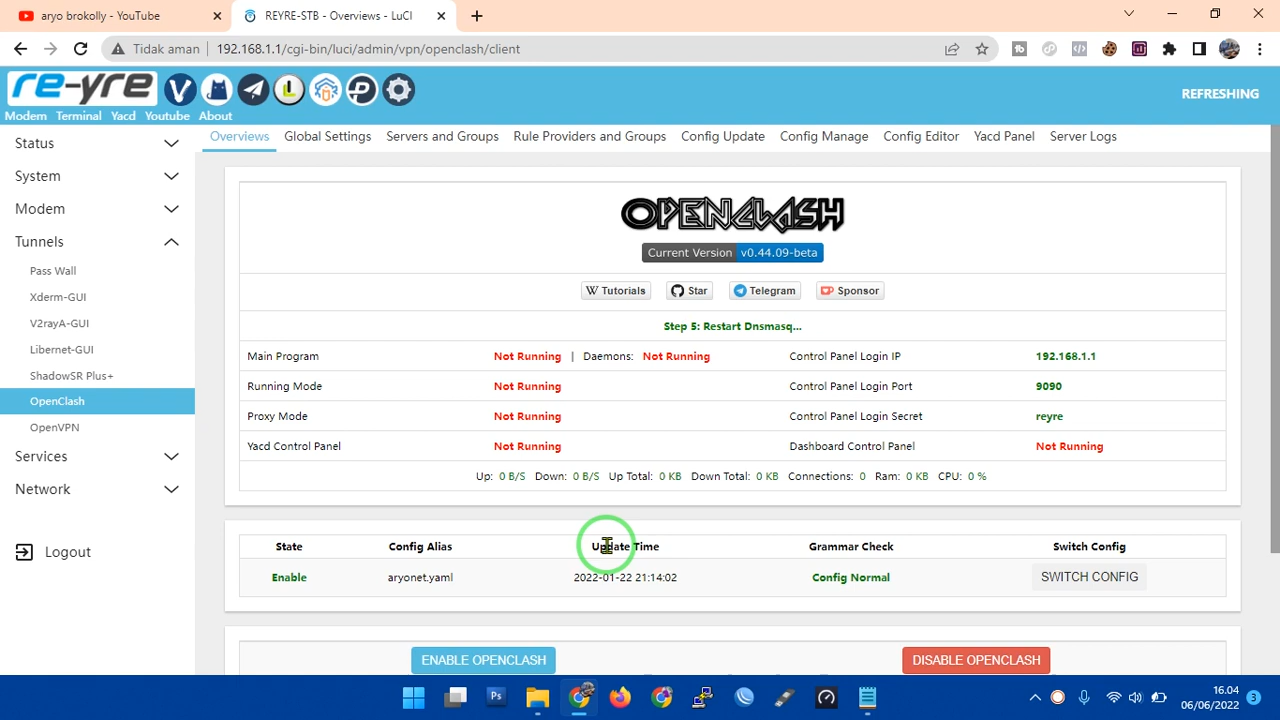 aryo brokolly - YouTube
REYRE-STB - Overviews - LuCI
Tidak aman
192.168.1.1/cgi-bin/luci/admin/vpn/openclash/client
re-yre
REFRESHING
Modem Terminal Yacd Youtube About
Overviews Global Settings Servers and Groups Rule Providers and Groups Config Update Config Manage Config Editor Yacd Panel Server Logs
Status
System
Modem
Tunnels
Pass Wall
Xderm-GUI
V2rayA-GUI
Libernet-GUI
ShadowSR Plus+
OpenClash
OpenVPN
Services
Network
Logout
OPENCLASH
Current Version v0.44.09-beta
W Tutorials Star Telegram Sponsor
Step 5: Restart Dnsmasq...
Main Program Not Running | Daemons: Not Running Control Panel Login IP 192.168.1.1
Running Mode Not Running Control Panel Login Port 9090
Proxy Mode Not Running Control Panel Login Secret reyre
Yacd Control Panel Not Running Dashboard Control Panel Not Running
Up: 0 B/S Down: 0 B/S Up Total: 0 KB Down Total: 0 KB Connections: 0 Ram: 0 KB CPU: 0 %
State Config Alias Update Time Grammar Check Switch Config
Enable aryonet.yaml 2022-01-22 21:14:02 Config Normal SWITCH CONFIG
ENABLE OPENCLASH DISABLE OPENCLASH
Ps
16.04
06/06/2022
3